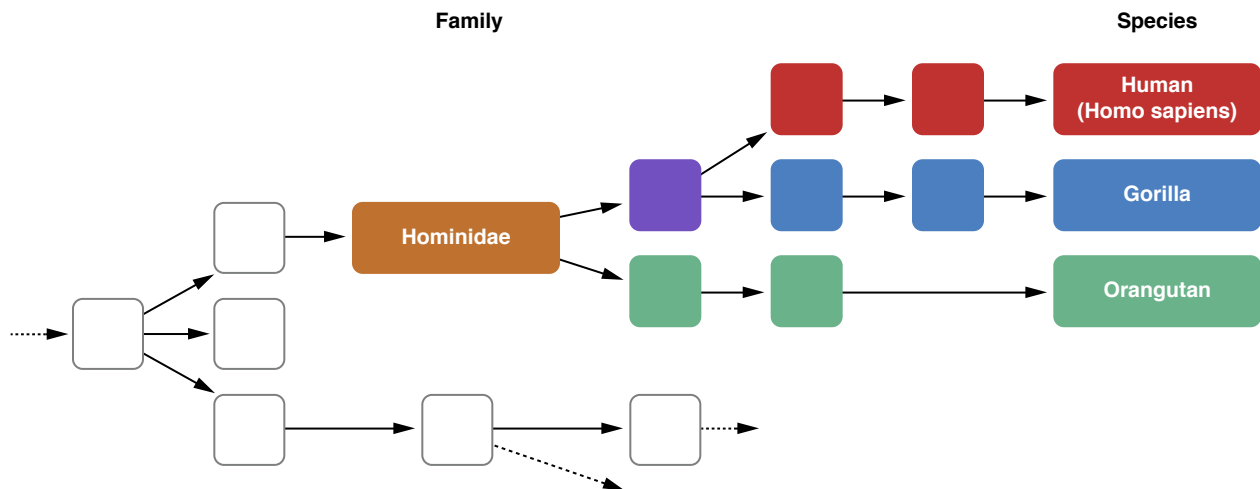 Family
Species
Human
(Homo sapiens)
Gorilla
Hominidae
Orangutan